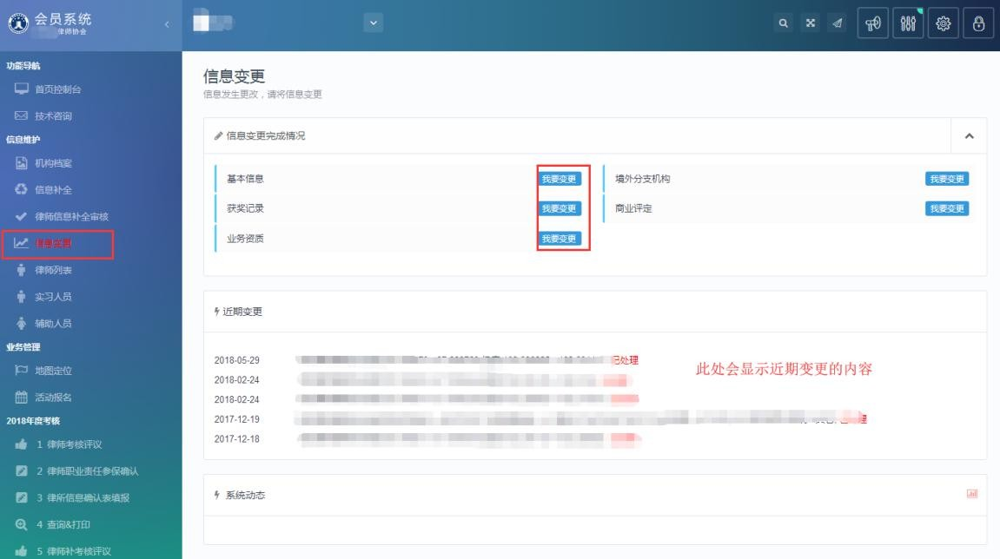 会员系统
律师协会
功能导航
首页控制台
技术咨询
信息维护
机构档案
信息补全
律师信息补全审核
信息变更
律师列表
实习人员
辅助人员
业务管理
地图定位
活动报名
2018年度考核
1 律师考核评议
2 律师职业责任参保确认
3 律所信息确认表填报
4 查询&打印
5 律师补考核评议
信息变更
信息发生更改，请将信息变更
信息变更完成情况
基本信息 我要变更 境外分支机构 我要变更
获奖记录 我要变更 商业评定 我要变更
业务资质 我要变更
近期变更
2018-05-29 已处理
2018-02-24
2018-02-24
2017-12-19 理
2017-12-18
此处会显示近期变更的内容
系统动态